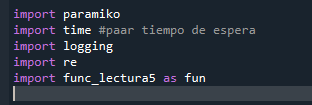 import paramiko
import time #paar tiempo de espera
import logging
import re
import func_lectura5 as fun